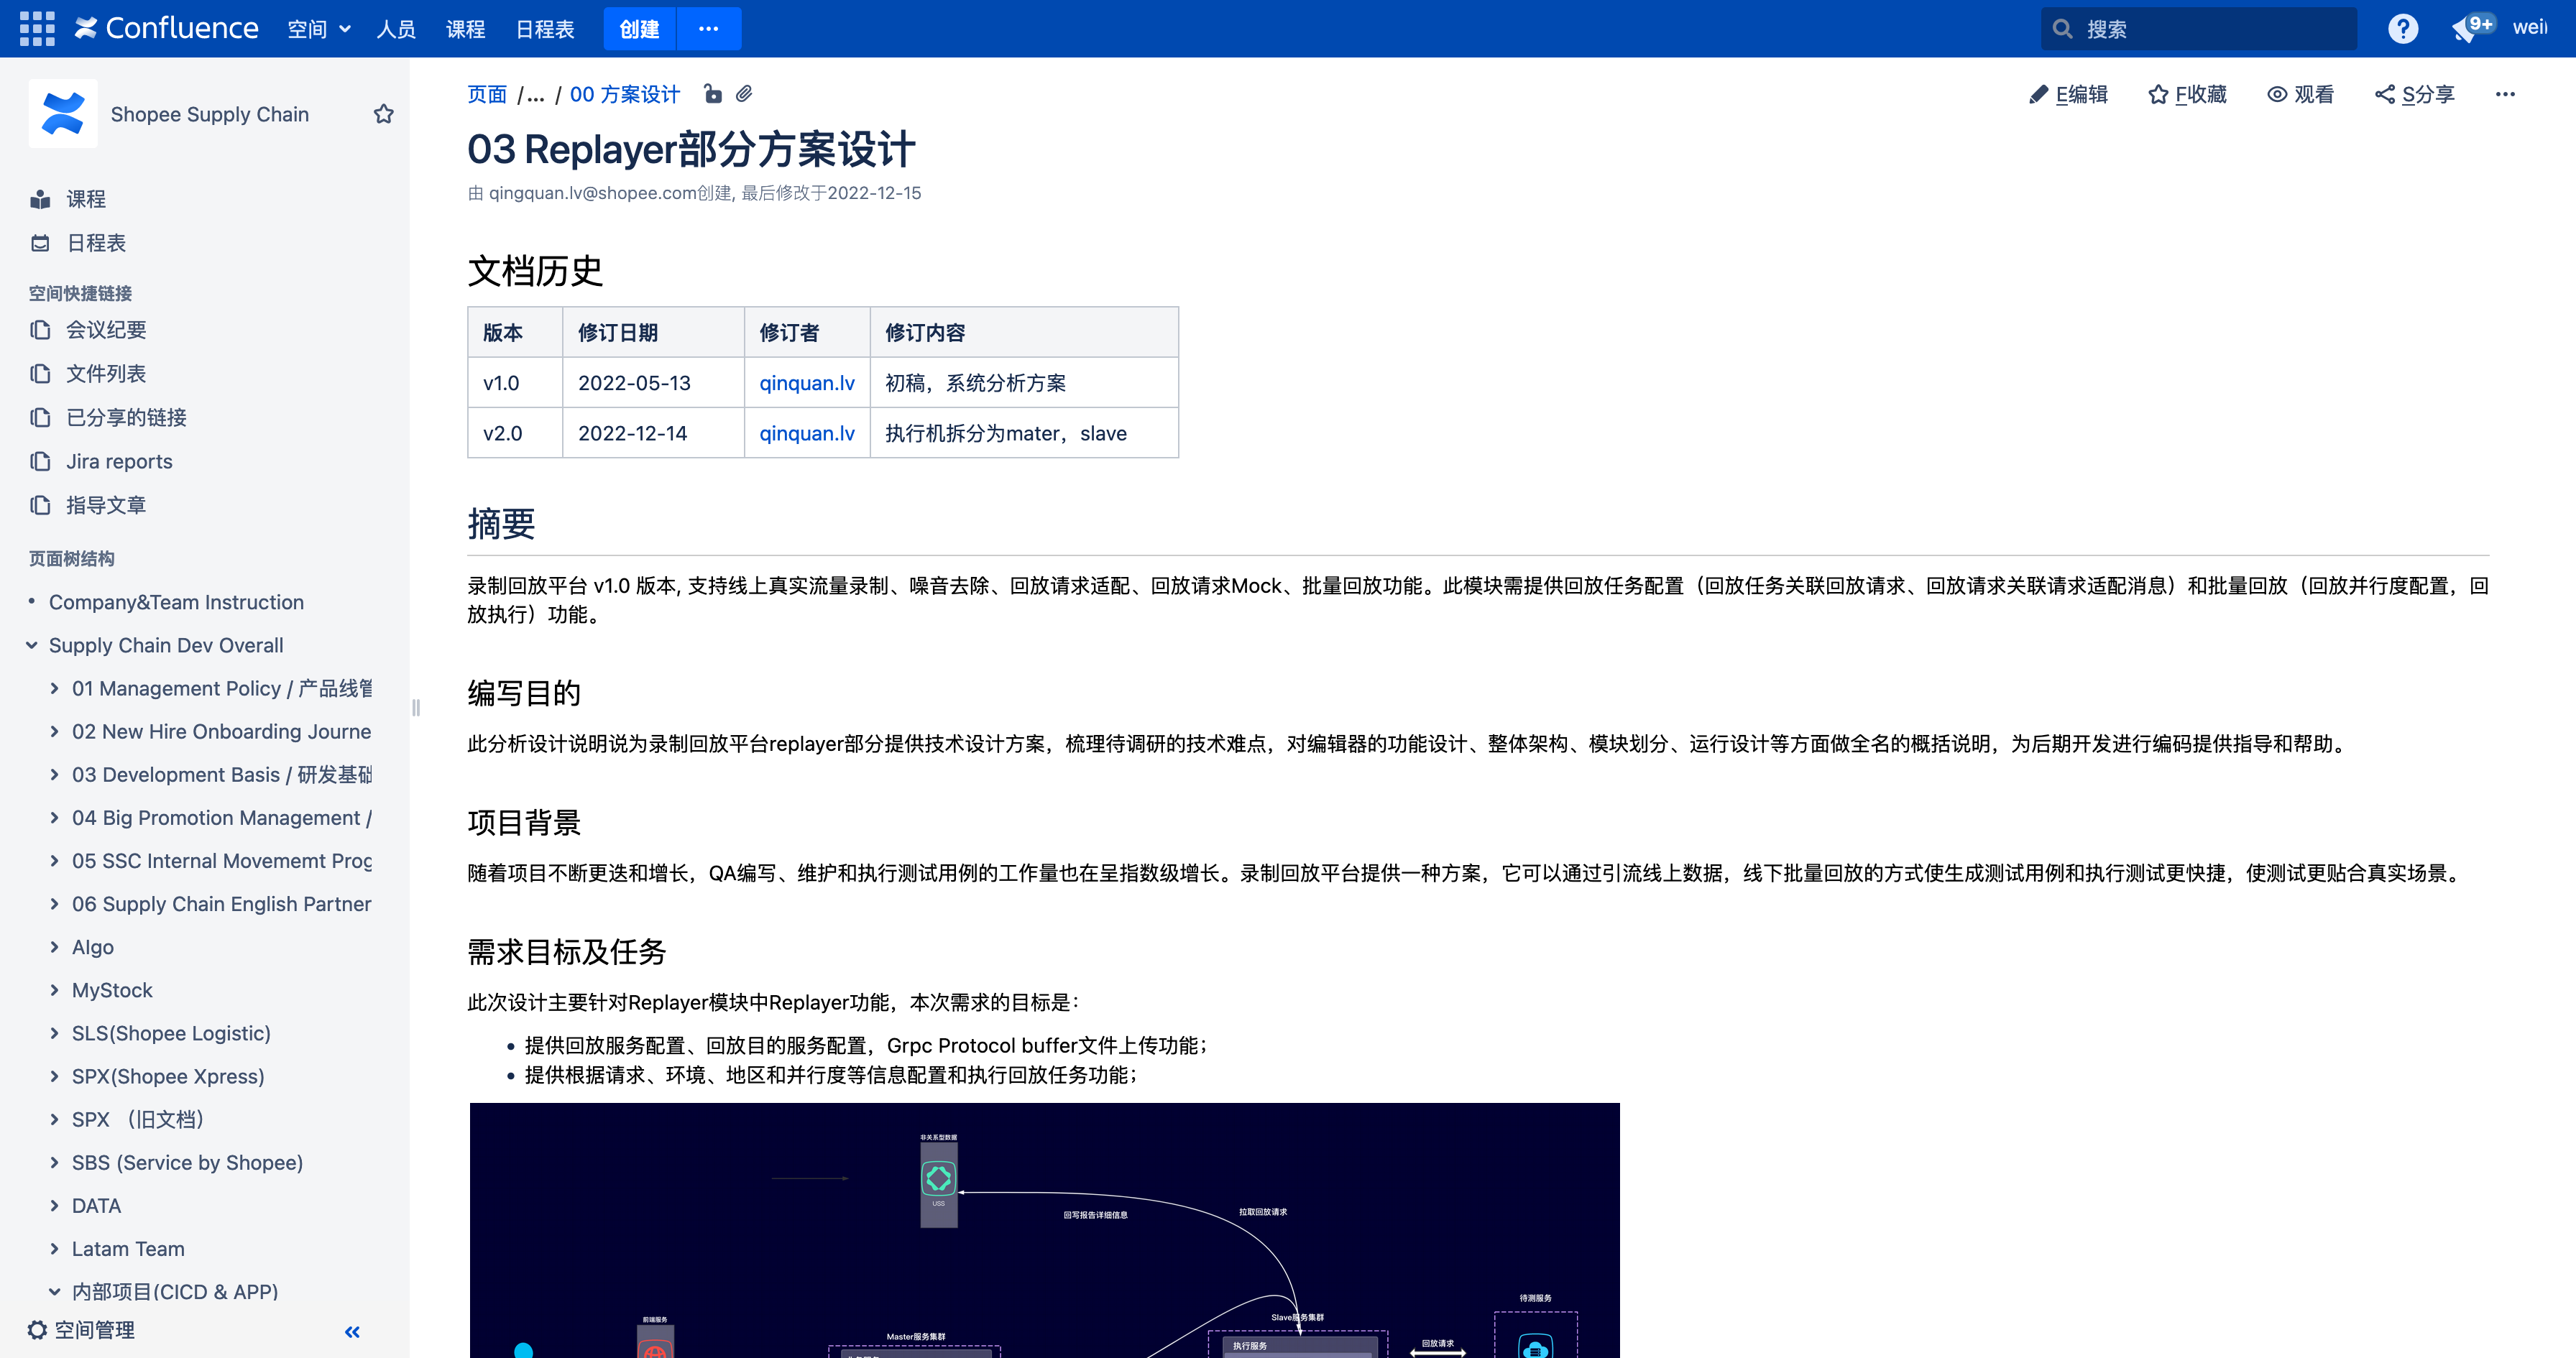 Confluence 空间 人员 课程 日程表 创建 ··· 搜索 9+
Shopee Supply Chain
课程
日程表
空间快捷链接
会议纪要
文件列表
已分享的链接
Jira reports
指导文章
页面树结构
Company&Team Instruction
Supply Chain Dev Overall
01 Management Policy / 产品线管
02 New Hire Onboarding Journe
03 Development Basis / 研发基础
04 Big Promotion Management /
05 SSC Internal Movememt Prog
06 Supply Chain English Partner
Algo
MyStock
SLS(Shopee Logistic)
SPX(Shopee Xpress)
SPX （旧文档）
SBS (Service by Shopee)
DATA
Latam Team
内部项目(CICD & APP)
空间管理
页面 /... / 00 方案设计
E编辑 F收藏 观看 S分享 ···
03 Replayer部分方案设计
由 qingquan.lv@shopee.com创建, 最后修改于2022-12-15
文档历史
版本 修订日期 修订者 修订内容
v1.0 2022-05-13 qinquan.lv 初稿，系统分析方案
v2.0 2022-12-14 qinquan.lv 执行机拆分为mater，slave
摘要
录制回放平台 v1.0 版本, 支持线上真实流量录制、噪音去除、回放请求适配、回放请求Mock、批量回放功能。此模块需提供回放任务配置（回放任务关联回放请求、回放请求关联请求适配消息）和批量回放（回放并行度配置，回
放执行）功能。
编写目的
此分析设计说明说为录制回放平台replayer部分提供技术设计方案，梳理待调研的技术难点，对编辑器的功能设计、整体架构、模块划分、运行设计等方面做全名的概括说明，为后期开发进行编码提供指导和帮助。
项目背景
随着项目不断更迭和增长，QA编写、维护和执行测试用例的工作量也在呈指数级增长。录制回放平台提供一种方案，它可以通过引流线上数据，线下批量回放的方式使生成测试用例和执行测试更快捷，使测试更贴合真实场景。
需求目标及任务
此次设计主要针对Replayer模块中Replayer功能，本次需求的目标是：
提供回放服务配置、回放目的服务配置，Grpc Protocol buffer文件上传功能；
提供根据请求、环境、地区和并行度等信息配置和执行回放任务功能；
非关系型数据
USS
回写报告详细信息
拉取回放请求
待测服务
前端服务
Slave服务集群
Master服务集群
执行服务
回放请求